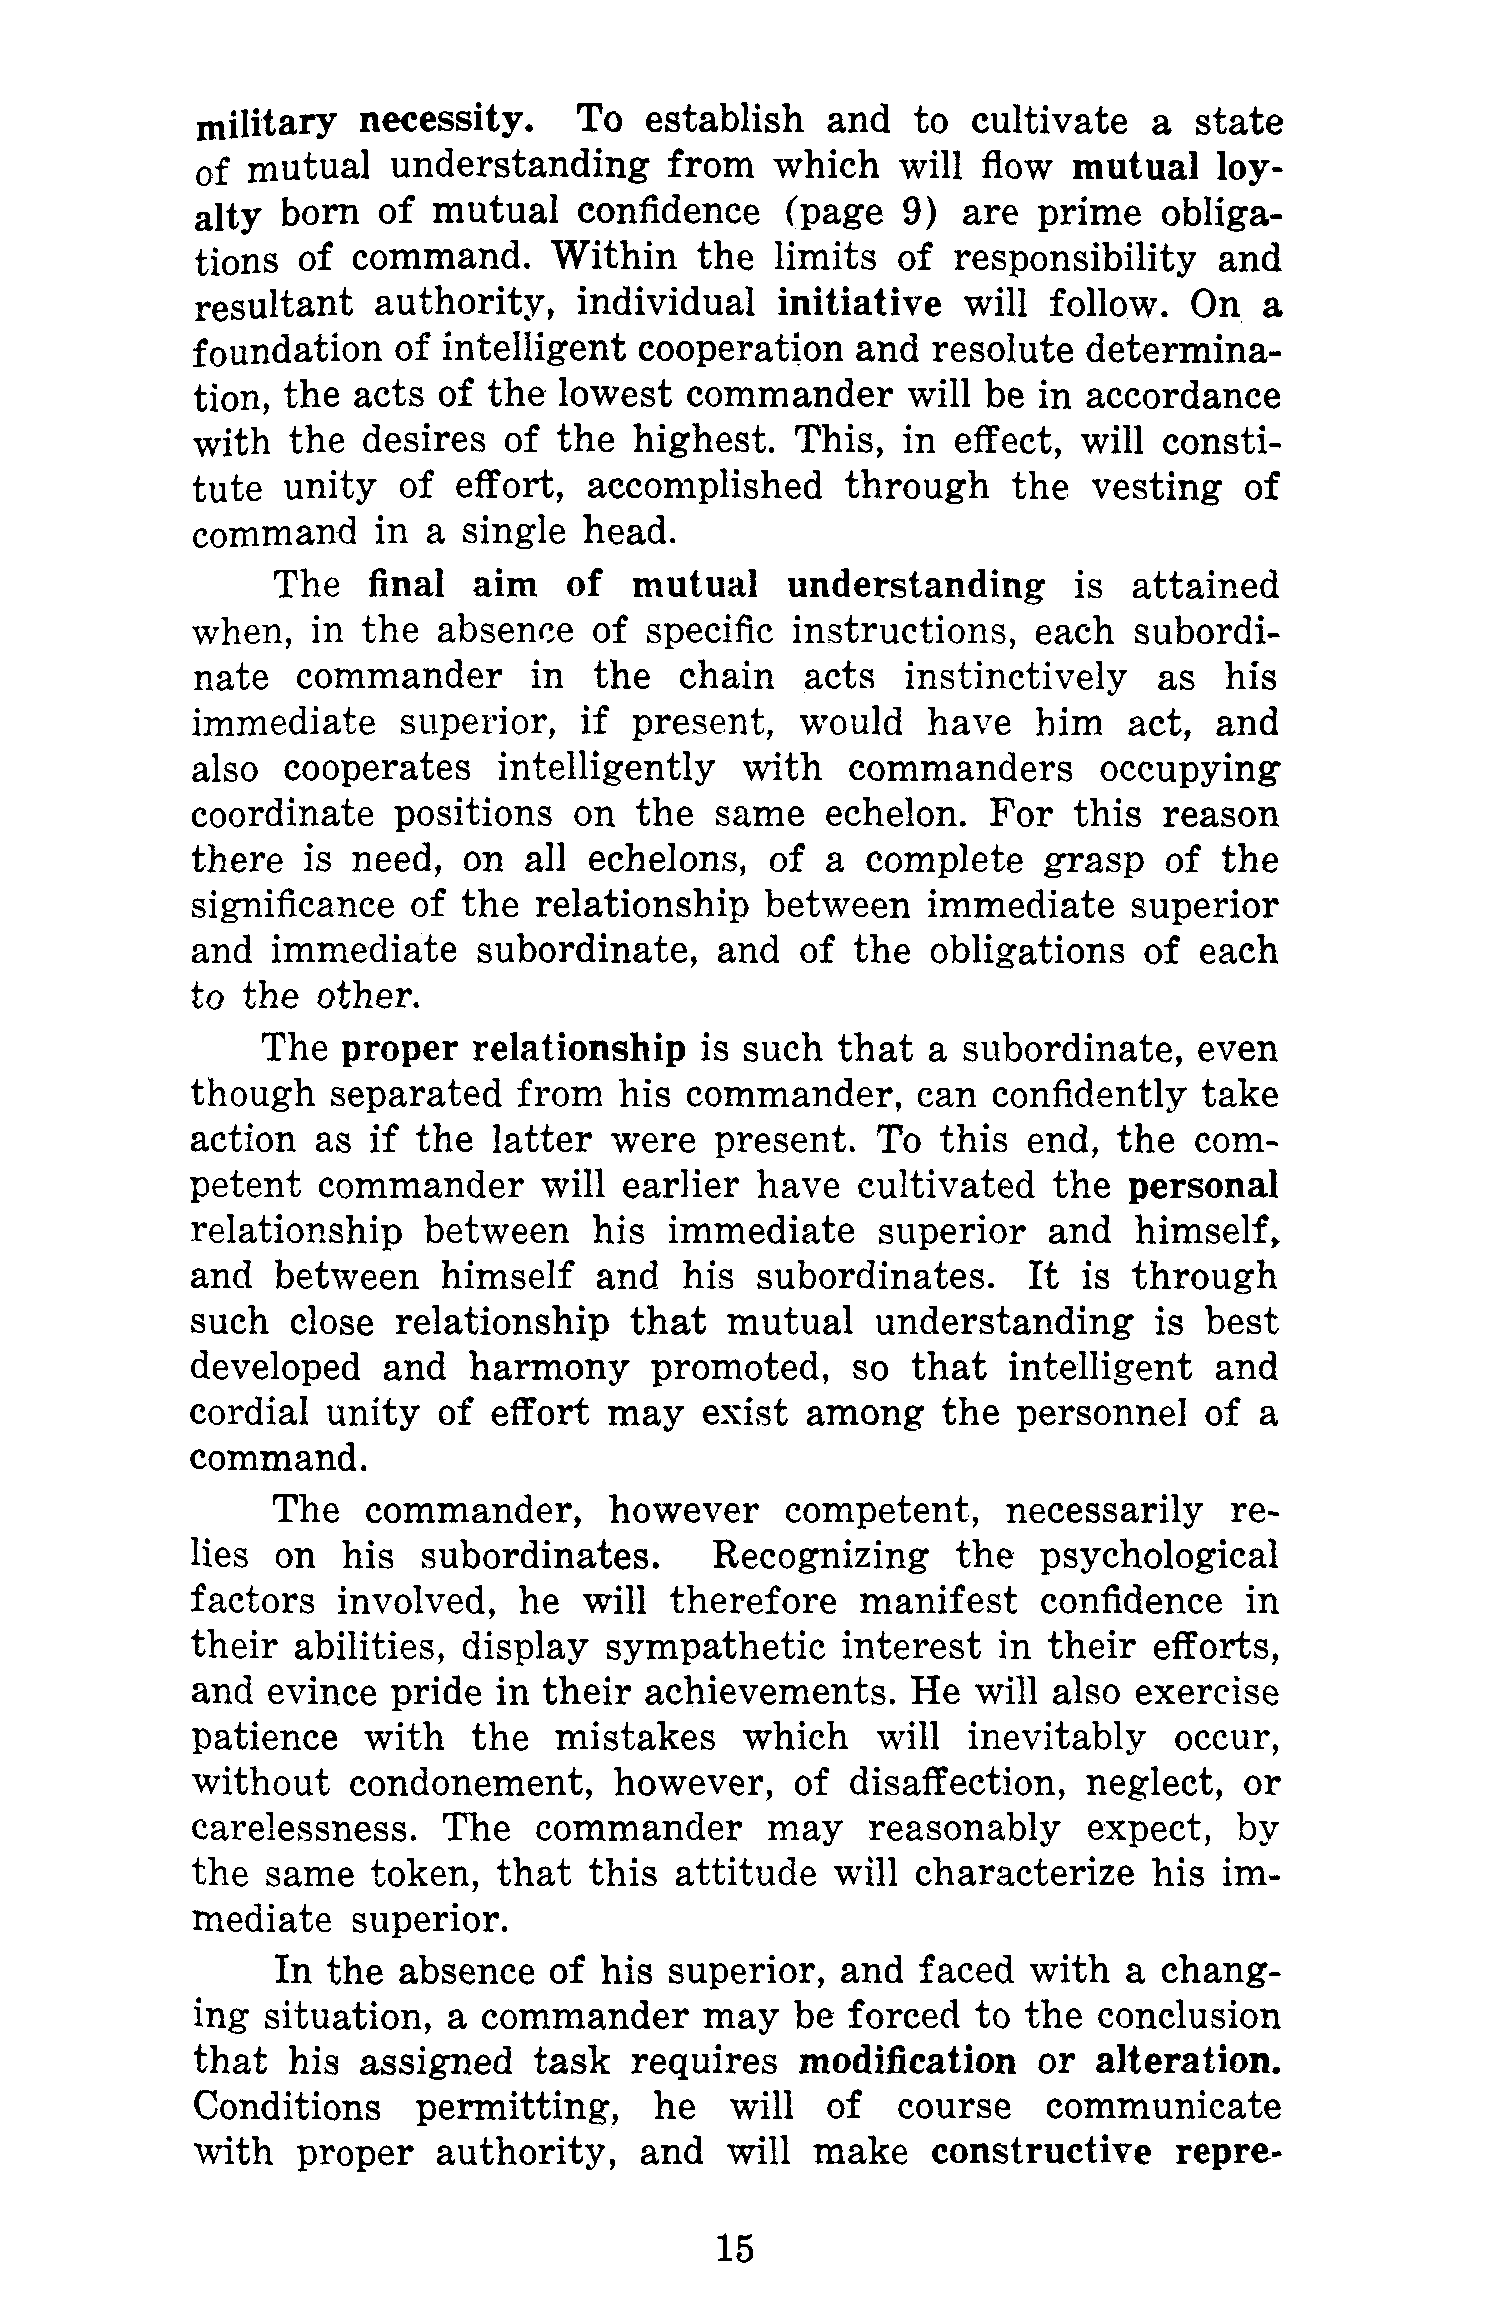 military necessity. To establish and to cultivate a state
of mutual understanding from which will flow mutual loy-
alty born of mutual confidence (page 9) are prime obliga-
tions of command. Within the limits of responsibility and
resultant authority, individual initiative will follow. On a
foundation of intelligent cooperation and resolute determina-
tion, the acts of the lowest commander will be in accordance
with the desires of the highest. This, in effect, will consti-
tute unity of effort, accomplished through the vesting of
command in a single head.
The final aim of mutual understanding is attained
when, in the absence of specific instructions, each subordi-
nate commander in the chain acts instinctively as his
immediate superior, if present, would have him act, and
also cooperates intelligently with commanders occupying
coordinate positions on the same echelon. For this reason
there is need, on all echelons, of a complete grasp of the
significance of the relationship between immediate superior
and immediate subordinate, and of the obligations of each
to the other.
The proper relationship is such that a subordinate, even
though separated from his commander, can confidently take
action as if the latter were present. To this end, the com-
petent commander will earlier have cultivated the personal
relationship between his immediate superior and himself,
and between himself and his subordinates. It is through
such close relationship that mutual understanding is best
developed and harmony promoted, so that intelligent and
cordial unity of effort may exist among the personnel of a
command.
The commander, however competent, necessarily re-
lies on his subordinates. Recognizing the psychological
factors involved, he will therefore manifest confidence in
their abilities, display sympathetic interest in their efforts,
and evince pride in their achievements. He will also exercise
patience with the mistakes which will inevitably occur,
without condonement, however, of disaffection, neglect, or
carelessness. The commander may reasonably expect, by
the same token, that this attitude will characterize his im-
mediate superior.
In the absence of his superior, and faced with a chang-
ing situation, a commander may be forced to the conclusion
that his assigned task requires modification or alteration.
Conditions permitting, he will of course communicate
with proper authority, and will make constructive repre-
15